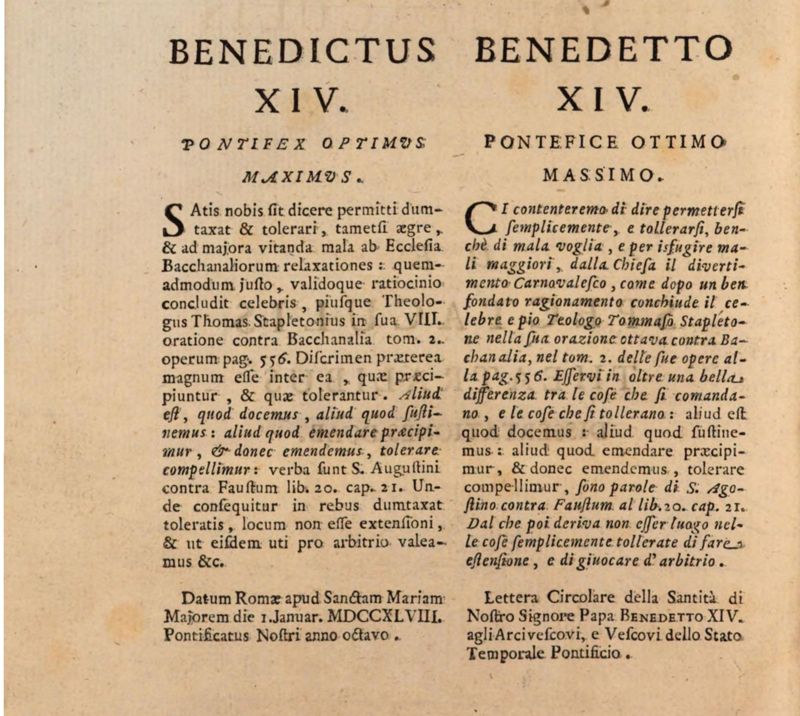 BENEDICTUS
XIV.
PONTIFEX OPTIMVS
MAXIMVS.
SAtis nobis ſit dicere permitti dum-
taxat & tolerari, tametſi ægre,
& ad majora vitanda mala ab Eccleſia
Bacchanaliorum relaxationes: quem-
admodum juſto, validoque ratiocinio
concludit celebris, piuſque Theolo-
gus Thomas Stapletonius in ſua VIII.
oratione contra Bacchanalia tom. 2.
operum pag. 556. Diſcrimen præterea
magnum eſſe inter ea, quæ præci-
piuntur, & quæ tolerantur. Aliud
eſt, quod docemus, aliud quod ſuſti-
nemus: aliud quod emendare præcipi-
mur, & donec emendemus, tolerare
compellimur: verba ſunt S. Auguſtini
contra Fauſtum lib. 20. cap. 21. Un-
de conſequitur in rebus dumtaxat
toleratis, locum non eſſe extenſioni,
& ut eiſdem uti pro arbitrio valea-
mus &c.
Datum Romæ apud Sanctam Mariam
Majorem die 1. Januar. MDCCXLVIII.
Pontificatus Noſtri anno octavo.
BENEDETTO
XIV.
PONTEFICE OTTIMO
MASSIMO.
CI contenteremo di dire permetterſi
ſemplicemente, e tollerarſi, ben-
chè di mala voglia, e per isfugire ma-
li maggiori, dalla Chieſa il diverti-
mento Carnovaleſco, come dopo un ben
fondato ragionamento conchiude il ce-
lebre e pio Teologo Tommaſo Stapleto-
ne nella ſua orazione ottava contra Ba-
chanalia, nel tom. 2. delle ſue opere al-
la pag. 556. Eſſervi in oltre una bella
differenza tra le coſe che ſi comanda-
no, e le coſe che ſi tollerano: aliud eſt
quod docemus: aliud quod ſuſtine-
mus: aliud quod emendare præcipi-
mur, & donec emendemus, tolerare
compellimur, ſono parole di S. Ago-
ſtino contra Fauſtum al lib. 20. cap. 21.
Dal che poi deriva non eſſer luogo nel-
le coſe ſemplicemente tollerate di fare
eſtenſione, e di giuocare d'arbitrio.
Lettera Circolare della Santità di
Noſtro Signore Papa BENEDETTO XIV.
agli Arciveſcovi, e Veſcovi dello Stato
Temporale Pontificio.